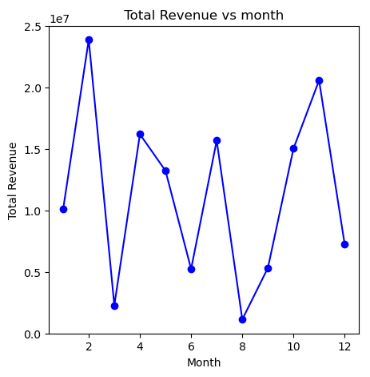 Total Revenue vs month
1e7
2.5
2.0
1.5
1.0
0.5
0.0
Total Revenue
2 4 6 8 10 12
Month